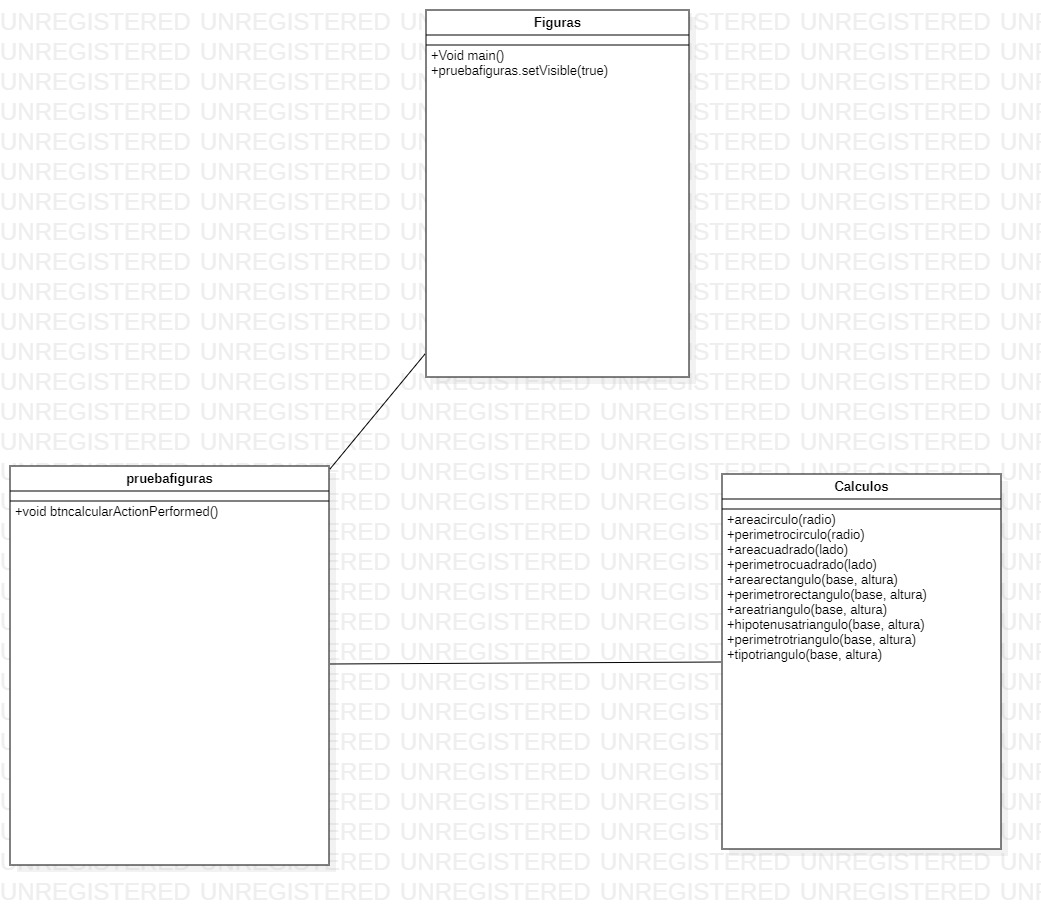 Figuras
+Void main()
+pruebafiguras.setVisible(true)
pruebafiguras
+void btncalcularActionPerformed()
Calculos
+areacirculo(radio)
+perimetrocirculo(radio)
+areacuadrado(lado)
+perimetrocuadrado(lado)
+arearectangulo(base, altura)
+perimetrorectangulo(base, altura)
+areatriangulo(base, altura)
+hipotenusatriangulo(base, altura)
+perimetrotriangulo(base, altura)
+tipotriangulo(base, altura)
UNREGISTERED